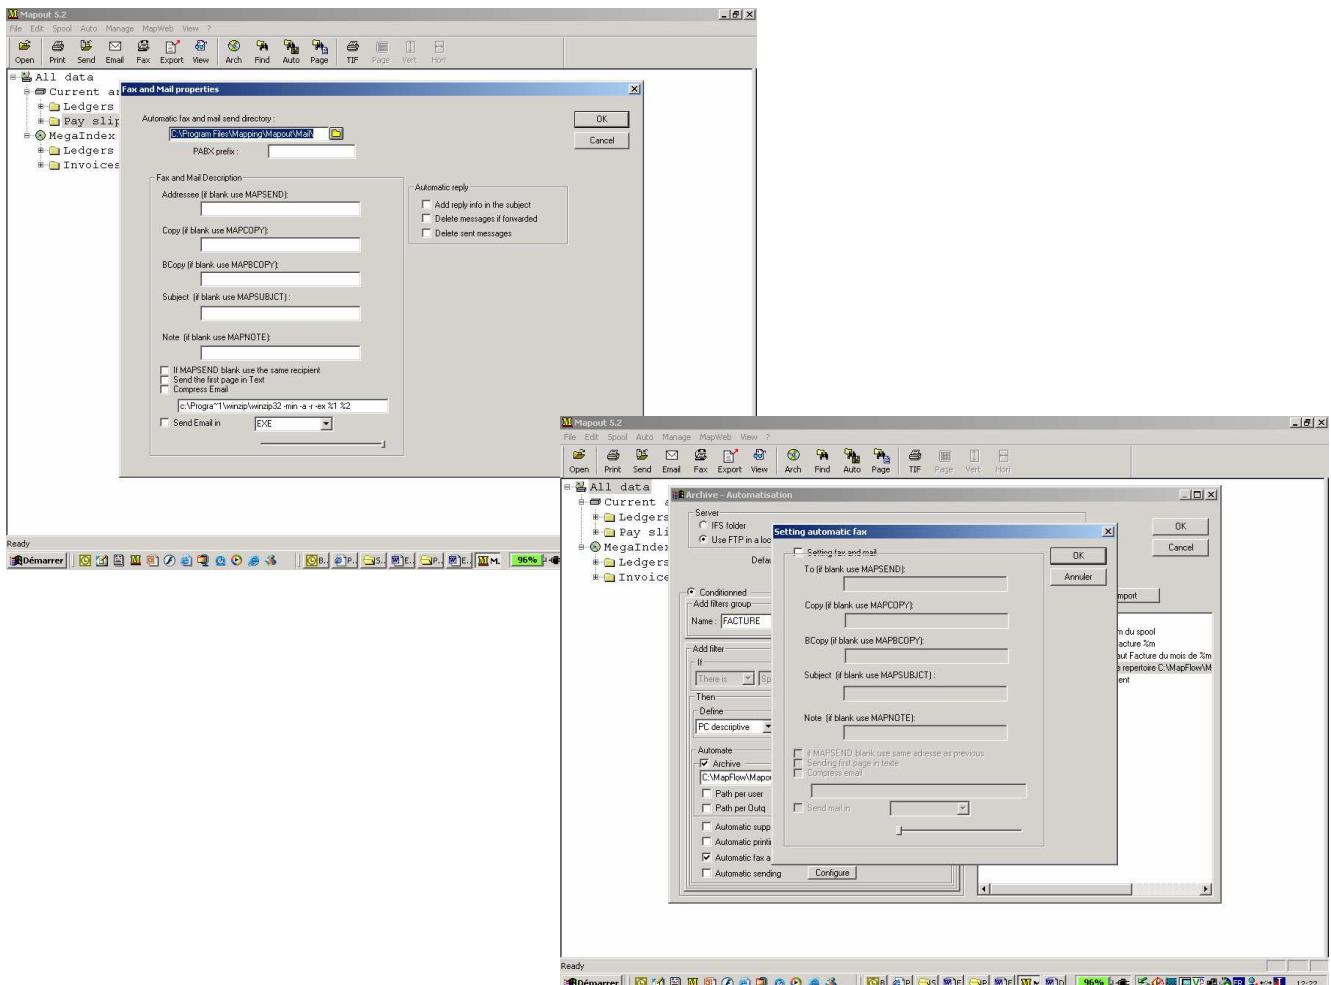 Mapout 5.2
File Edit Spool Auto Manage MapWeb View ?
Open Print Send Email Fax Export View Arch Find Auto Page TIF Page Vert Hori
All data
Current ar
Ledgers
Pay slip
MegaIndex
Ledgers
Invoices
Fax and Mail properties
Automatic fax and mail send directory :
C:\Program Files\Mapping\Mapout\Mail\
PABX prefix :
OK
Cancel
Fax and Mail Description
Addressee (if blank use MAPSEND):
Copy (if blank use MAPCOPY):
BCopy (if blank use MAPBCOPY):
Subject (if blank use MAPSUBJCT) :
Note (if blank use MAPNOTE):
If MAPSEND blank use the same recipient
Send the first page in Text
Compress Email
c:\Progra~1\winzip\winzip32 -min -a -r -ex %1 %2
Send Email in EXE
Automatic reply
Add reply info in the subject
Delete messages if forwarded
Delete sent messages
Ready
Démarrer B.. P.. S.. E.. P.. E.. M. 96%
Mapout 5.2
File Edit Spool Auto Manage MapWeb View ?
Open Print Send Email Fax Export View Arch Find Auto Page TIF Page Vert Hori
All data
Current a
Ledgers
Pay sli
MegaIndex
Ledgers
Invoice
Archive - Automatisation
Server
IFS folder
Use FTP in a loc
Defau
OK
Cancel
mport
Conditionned
Add filters group
Name : FACTURE
Add filter
If
There is Sp
Then
Define
PC descriptive
Automate
Archive
C:\MapFlow\Mapou
Path per user
Path per Outq
Automatic supp
Automatic printi
Automatic fax a
Automatic sending Configure
m du spool
acture %m
aut Facture du mois de %m
e repertoire C:\MapFlow\M
ent
Setting automatic fax
Setting fax and mail
To (if blank use MAPSEND):
Copy (if blank use MAPCOPY):
BCopy (if blank use MAPBCOPY):
Subject (if blank use MAPSUBJCT) :
Note (if blank use MAPNOTE):
if MAPSEND blank use same adresse as previous
Sending first page in texte
Compress email
Send mail in
OK
Annuler
Ready
Démarrer 96% FR 12:22